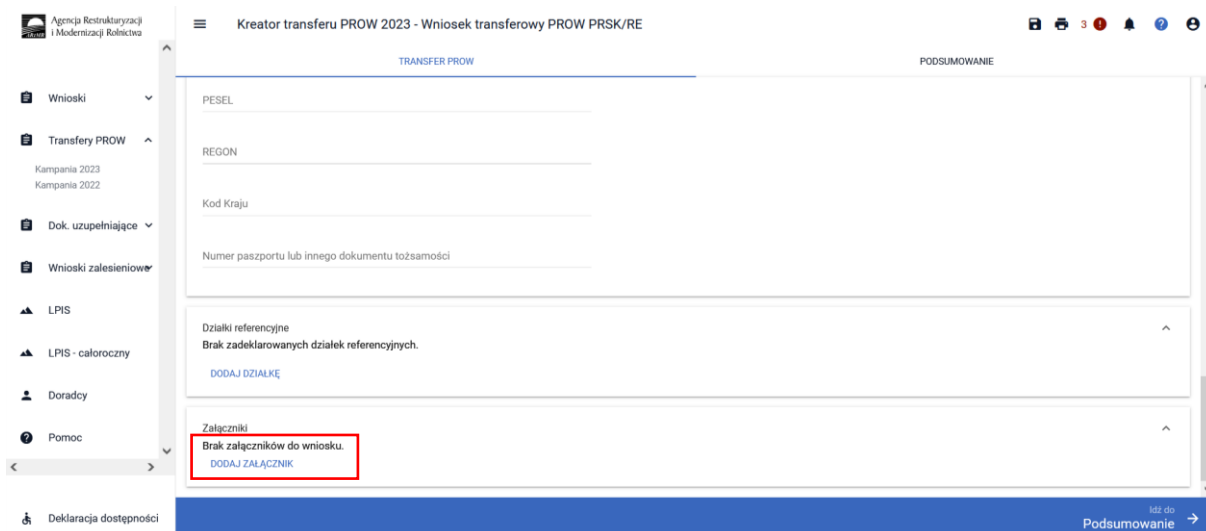 Agencja Restrukturyzacji
i Modernizacji Rolnictwa
Kreator transferu PROW 2023 - Wniosek transferowy PROW PRSK/RE
3
TRANSFER PROW
PODSUMOWANIE
Wnioski
Transfery PROW
Kampania 2023
Kampania 2022
Dok. uzupełniające
Wnioski zalesieniowe
LPIS
LPIS - całoroczny
Doradcy
Pomoc
Deklaracja dostępności
PESEL
REGON
Kod Kraju
Numer paszportu lub innego dokumentu tożsamości
Działki referencyjne
Brak zadeklarowanych działek referencyjnych.
DODAJ DZIAŁKĘ
Załączniki
Brak załączników do wniosku.
DODAJ ZAŁĄCZNIK
Idź do
Podsumowanie